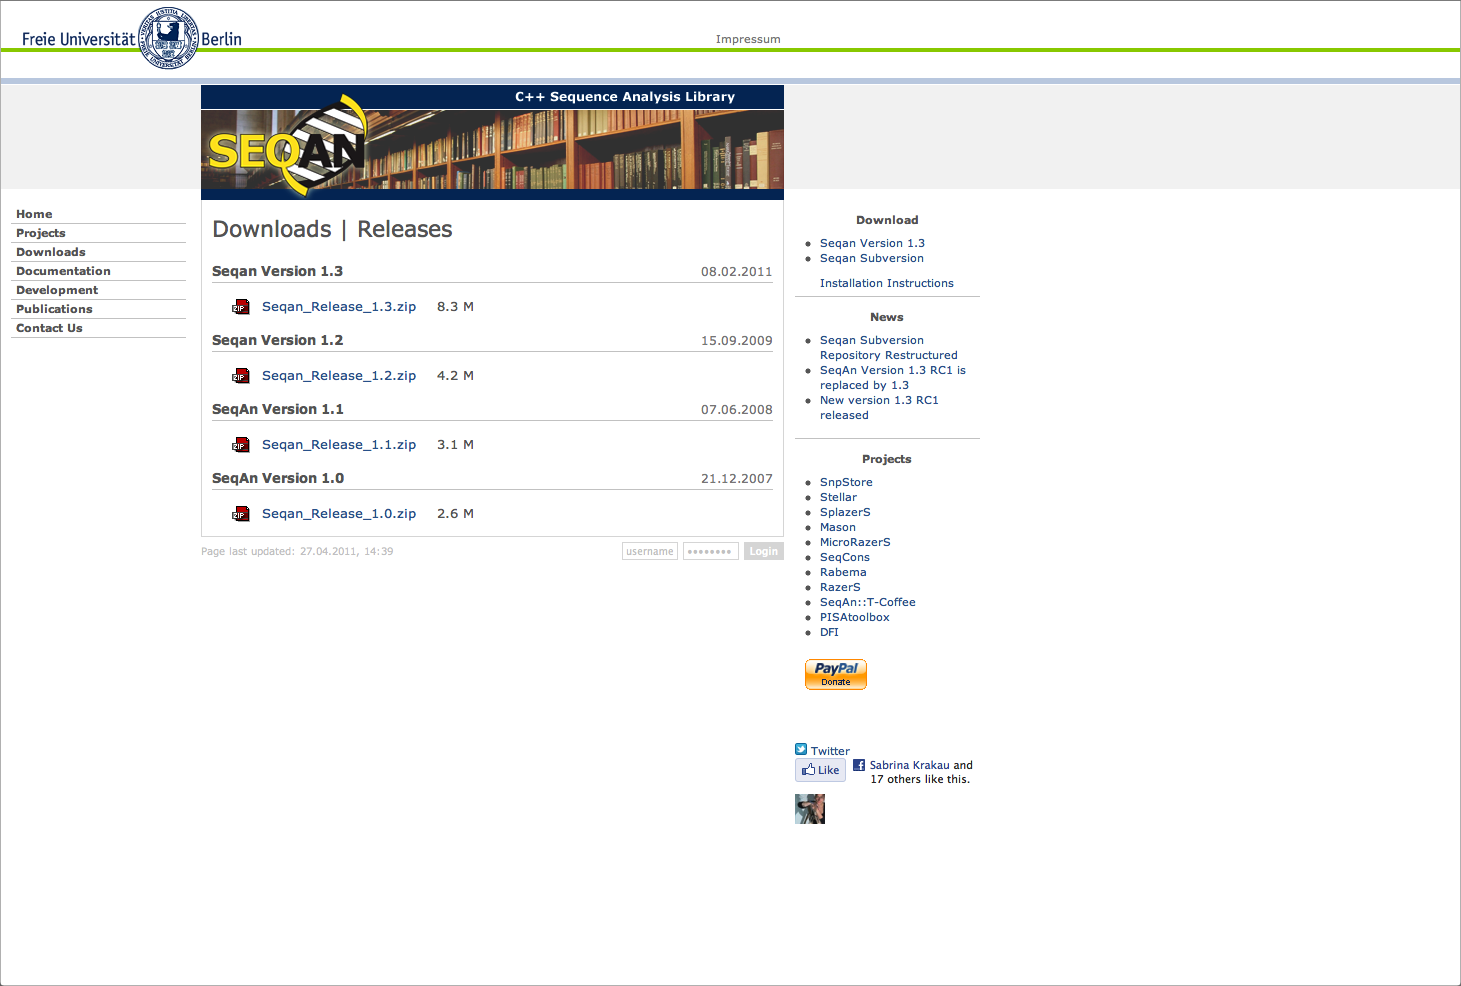 Freie Universität Berlin
Impressum
C++ Sequence Analysis Library
SEQAN
Home
Projects
Downloads
Documentation
Development
Publications
Contact Us
Downloads | Releases
Seqan Version 1.3 08.02.2011
ZIP Seqan_Release_1.3.zip 8.3 M
Seqan Version 1.2 15.09.2009
ZIP Seqan_Release_1.2.zip 4.2 M
SeqAn Version 1.1 07.06.2008
ZIP Seqan_Release_1.1.zip 3.1 M
SeqAn Version 1.0 21.12.2007
ZIP Seqan_Release_1.0.zip 2.6 M
Page last updated: 27.04.2011, 14:39
username •••••••• Login
Download
Seqan Version 1.3
Seqan Subversion
Installation Instructions
News
Seqan Subversion
Repository Restructured
SeqAn Version 1.3 RC1 is
replaced by 1.3
New version 1.3 RC1
released
Projects
SnpStore
Stellar
SplazerS
Mason
MicroRazerS
SeqCons
Rabema
RazerS
SeqAn::T-Coffee
PISAtoolbox
DFI
PayPal
Donate
Twitter
Like Sabrina Krakau and
17 others like this.